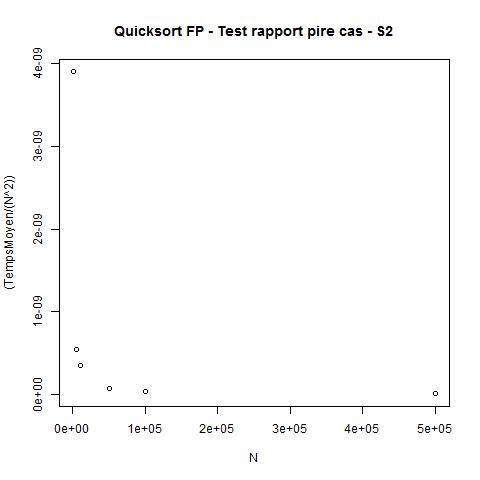 Quicksort FP - Test rapport pire cas - S2
(TempsMoyen/(N^2))
4e-09
3e-09
2e-09
1e-09
0e+00
0e+00 1e+05 2e+05 3e+05 4e+05 5e+05
N